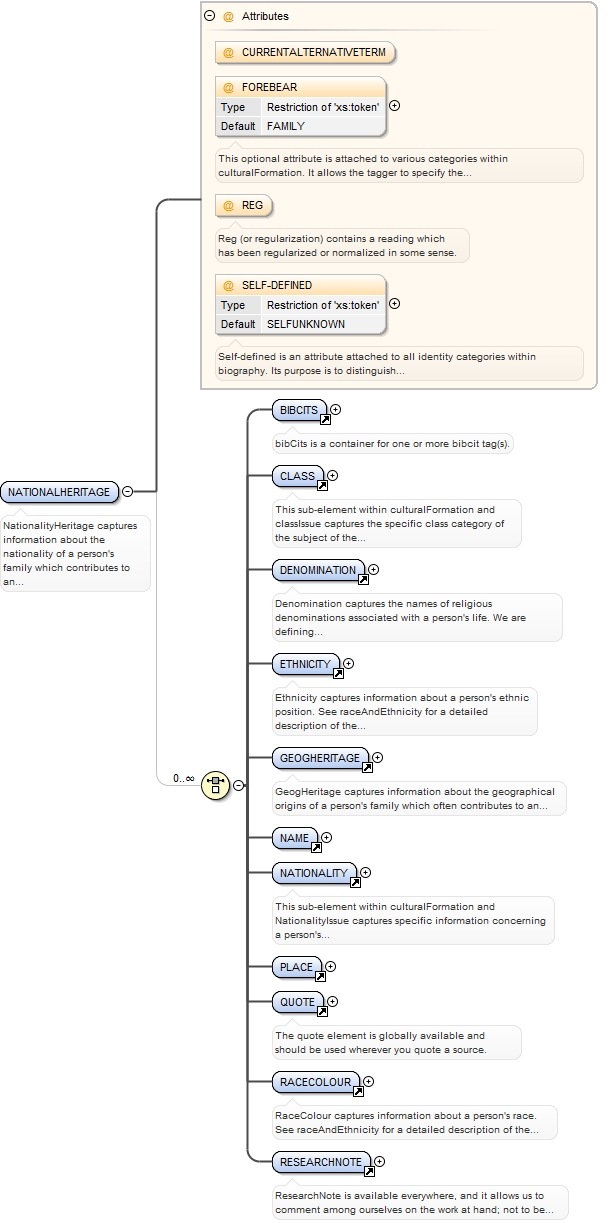 @ Attributes
@ CURRENTALTERNATIVETERM
@ FOREBEAR
Type Restriction of 'xs:token'
Default FAMILY
This optional attribute is attached to various categories within
culturalFormation. It allows the tagger to specify the...
@ REG
Reg (or regularization) contains a reading which
has been regularized or normalized in some sense.
@ SELF-DEFINED
Type Restriction of 'xs:token'
Default SELFUNKNOWN
Self-defined is an attribute attached to all identity categories within
biography. Its purpose is to distinguish...
NATIONALHERITAGE
NationalityHeritage captures
information about the
nationality of a person's
family which contributes to
an...
0..∞
BIBCITS
bibCits is a container for one or more bibcit tag(s).
CLASS
This sub-element within culturalFormation and
classIssue captures the specific class category of
the subject of the...
DENOMINATION
Denomination captures the names of religious
denominations associated with a person's life. We are
defining...
ETHNICITY
Ethnicity captures information about a person's ethnic
position. See raceAndEthnicity for a detailed
description of the...
GEOGHERITAGE
GeogHeritage captures information about the geographical
origins of a person's family which often contributes to an...
NAME
NATIONALITY
This sub-element within culturalFormation and
NationalityIssue captures specific information concerning
a person's...
PLACE
QUOTE
The quote element is globally available and
should be used wherever you quote a source.
RACECOLOUR
RaceColour captures information about a person's race.
See raceAndEthnicity for a detailed description of the...
RESEARCHNOTE
ResearchNote is available everywhere, and it allows us to
comment among ourselves on the work at hand; not to be...